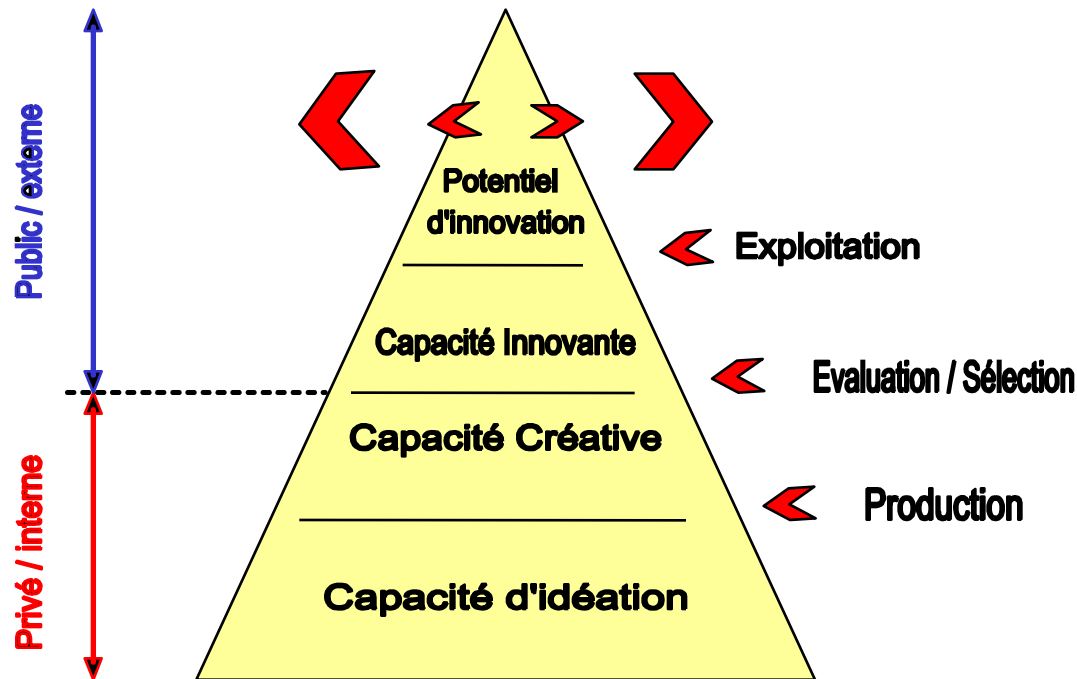 Public / externe
Potentiel
d'innovation
Exploitation
Capacité Innovante
Evaluation / Sélection
Capacité Créative
Privé / interne
Production
Capacité d'idéation